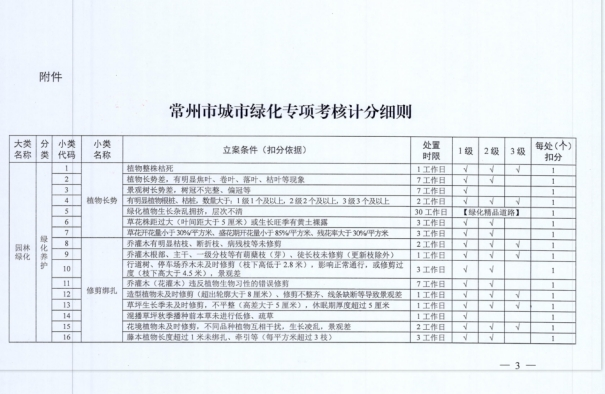 附件
常州市城市绿化专项考核计分细则
大类名称 分类 小类代码 小类名称 立案条件（扣分依据） 处置时限 1级 2级 3级 每处（个）扣分
园林绿化 绿化养护
植物长势
1 植物整株枯死 1工作日 √ √ √ 1
2 植物长势差，有明显焦叶、卷叶、落叶、枯叶等现象 7工作日 √ √ 1
3 景观树长势差，树冠不完整、偏冠等 7工作日 √ 1
4 有明显植物根桩、枯桩，数量大于：1级1个及以上，2级2个及以上，3级3个及以上 2工作日 √ √ √ 1
5 绿化植物生长杂乱拥挤，层次不清 30工作日 【绿化精品道路】 1
6 草花株距过大（叶间距大于5厘米）或生长旺季有黄土裸露 3工作日 √ √ 1
7 草花开花量小于30%/平方米，盛花期开花量小于85%/平方米，残花率大于30%/平方米 3工作日 √ √ 1
修剪绑扎
8 乔灌木有明显枯枝、断折枝、病残枝等未修剪 2工作日 √ √ √ 1
9 乔灌木根部、主干、一级分枝等有萌蘖枝（芽），徒长枝未修剪（更新枝除外） 1工作日 √ √ √ 1
10 行道树、停车场乔木未及时修剪（枝下高低于2.8米），影响正常通行，或修剪过度（枝下高大于4.5米），景观差 3工作日 √ √ 1
11 乔灌木（花灌木）违反植物生物习性的错误修剪 7工作日 √ √ 1
12 造型植物未及时修剪（超出轮廓大于8厘米）、修剪不整齐、线条缺断等导致景观差 1工作日 √ √ √ 1
13 草坪生长季未及时修剪、不平整（高差大于5厘米），休眠期厚度超过5厘米 1工作日 √ √ √ 1
14 混播草坪秋季播种前本草未进行低修、疏草 1工作日 √ √ 1
15 花境植物未及时修剪，不同品种植物互相干扰，生长凌乱，景观差 2工作日 √ √ √ 1
16 藤本植物长度超过1米未绑扎、牵引等（每平方米超过3枝） 3工作日 √ √ 1
— 3 —